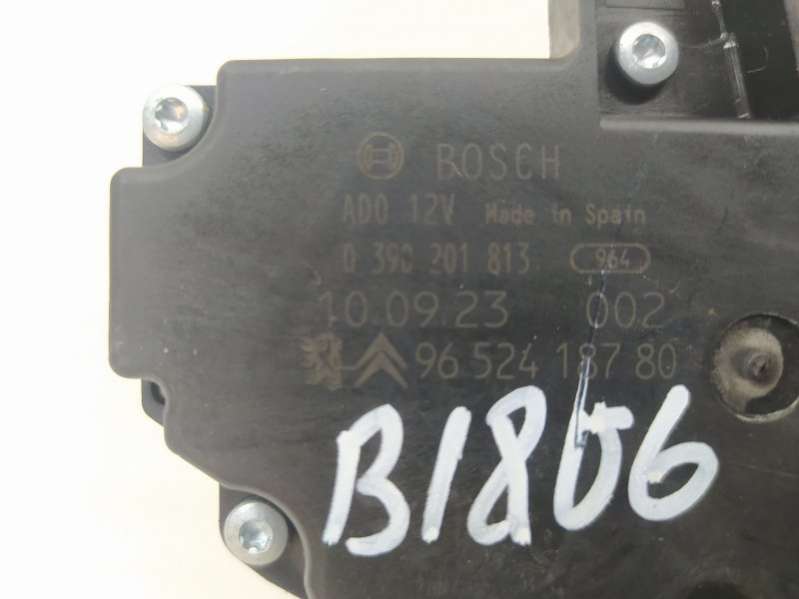 BOSCH
ADO 12V Made in Spain
0 390 201 813 964
10.09.23 002
96 524 187 80
B1806